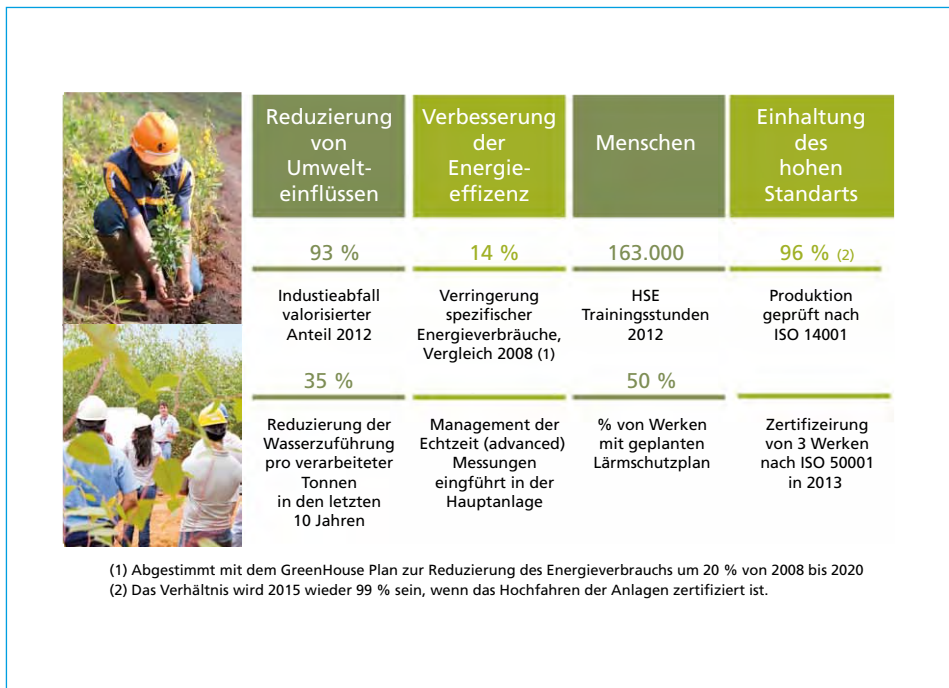 Reduzierung
von
Umwelt-
einflüssen
Verbesserung
der
Energie-
effizenz
Menschen
Einhaltung
des
hohen
Standarts
93 %
Industieabfall
valorisierter
Anteil 2012
14 %
Verringerung
spezifischer
Energieverbräuche,
Vergleich 2008 (1)
163.000
HSE
Trainingsstunden
2012
96 % (2)
Produktion
geprüft nach
ISO 14001
35 %
Reduzierung der
Wasserzuführung
pro verarbeiteter
Tonnen
in den letzten
10 Jahren
Management der
Echtzeit (advanced)
Messungen
eingführt in der
Hauptanlage
50 %
% von Werken
mit geplanten
Lärmschutzplan
Zertifizeirung
von 3 Werken
nach ISO 50001
in 2013
(1) Abgestimmt mit dem GreenHouse Plan zur Reduzierung des Energieverbrauchs um 20 % von 2008 bis 2020
(2) Das Verhältnis wird 2015 wieder 99 % sein, wenn das Hochfahren der Anlagen zertifiziert ist.